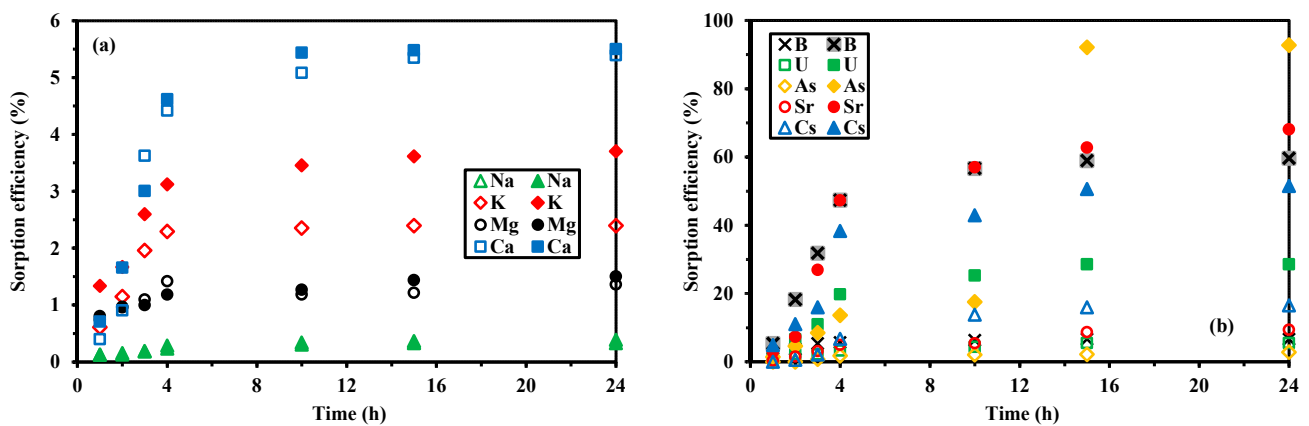 (a)
Sorption efficiency (%)
6
5
4
3
2
1
0
Na Na
K K
Mg Mg
Ca Ca
0 4 8 12 16 20 24
Time (h)
(b)
Sorption efficiency (%)
100
80
60
40
20
0
B B
U U
As As
Sr Sr
Cs Cs
0 4 8 12 16 20 24
Time (h)